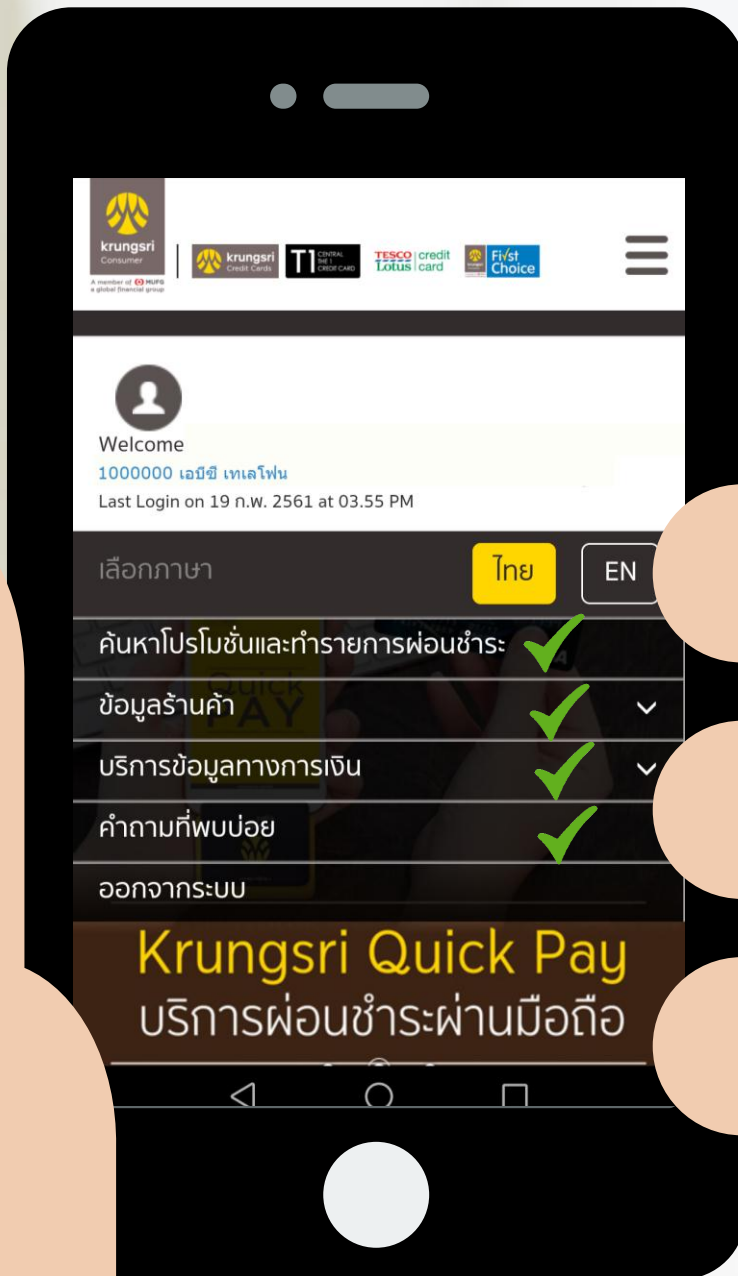 krungsri
Consumer
A member of MUFG
a global financial group
krungsri
Credit Cards
T1
CENTRAL
THE 1
CREDIT CARD
TESCO Lotus
credit card
krungsri
First Choice
Welcome
1000000 เอบีซี เทเลโฟน
Last Login on 19 ก.พ. 2561 at 03.55 PM
เลือกภาษา
ไทย
EN
ค้นหาโปรโมชั่นและทำรายการผ่อนชำระ
ข้อมูลร้านค้า
Quick
PAY
บริการข้อมูลทางการเงิน
คำถามที่พบบ่อย
ออกจากระบบ
Krungsri Quick Pay
บริการผ่อนชำระผ่านมือถือ